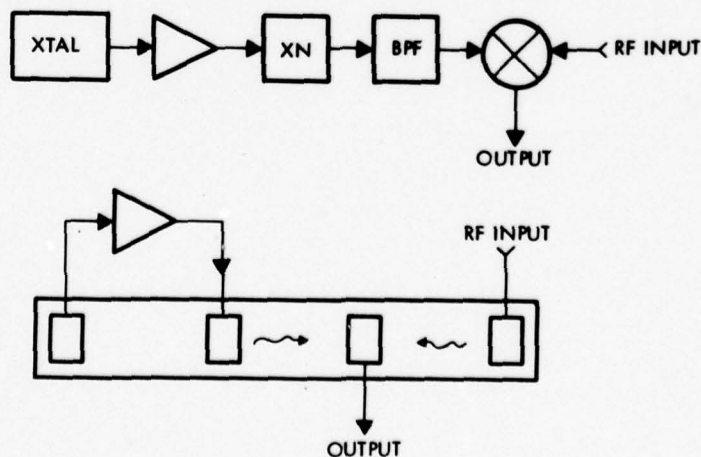 XTAL
XN
BPF
RF INPUT
OUTPUT
RF INPUT
OUTPUT